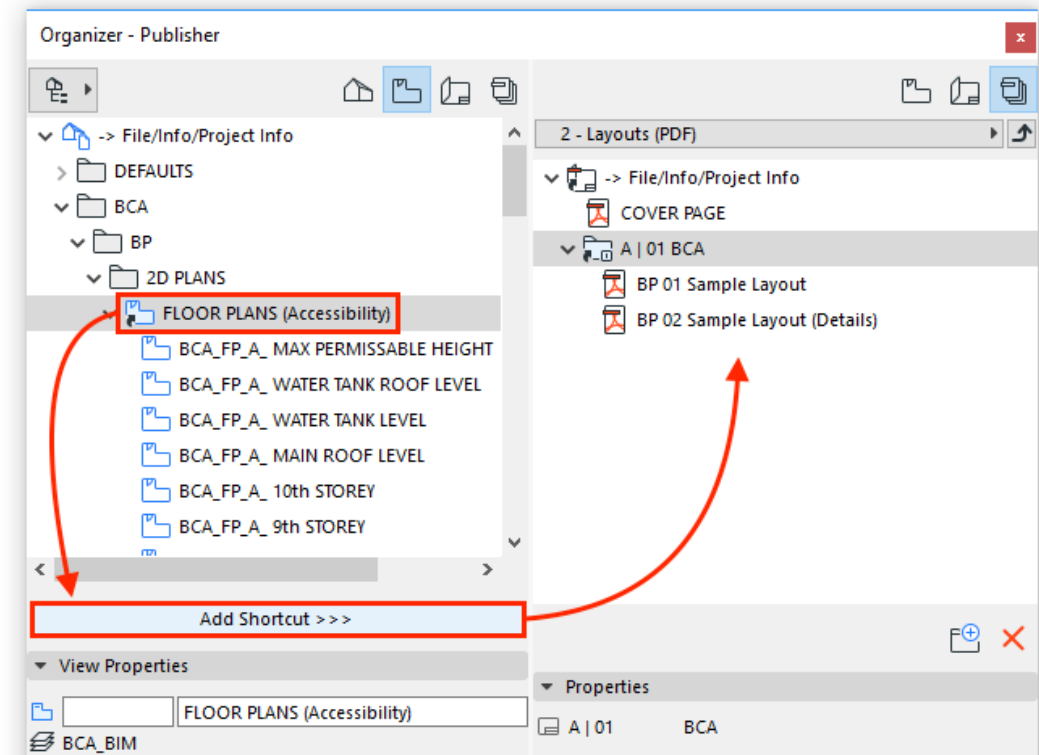 Organizer - Publisher
x
-> File/Info/Project Info
DEFAULTS
BCA
BP
2D PLANS
FLOOR PLANS (Accessibility)
BCA_FP_A_ MAX PERMISSABLE HEIGHT
BCA_FP_A_ WATER TANK ROOF LEVEL
BCA_FP_A_ WATER TANK LEVEL
BCA_FP_A_ MAIN ROOF LEVEL
BCA_FP_A_ 10th STOREY
BCA_FP_A_ 9th STOREY
Add Shortcut >>>
View Properties
FLOOR PLANS (Accessibility)
BCA_BIM
2 - Layouts (PDF)
-> File/Info/Project Info
COVER PAGE
A | 01 BCA
BP 01 Sample Layout
BP 02 Sample Layout (Details)
Properties
A | 01 BCA